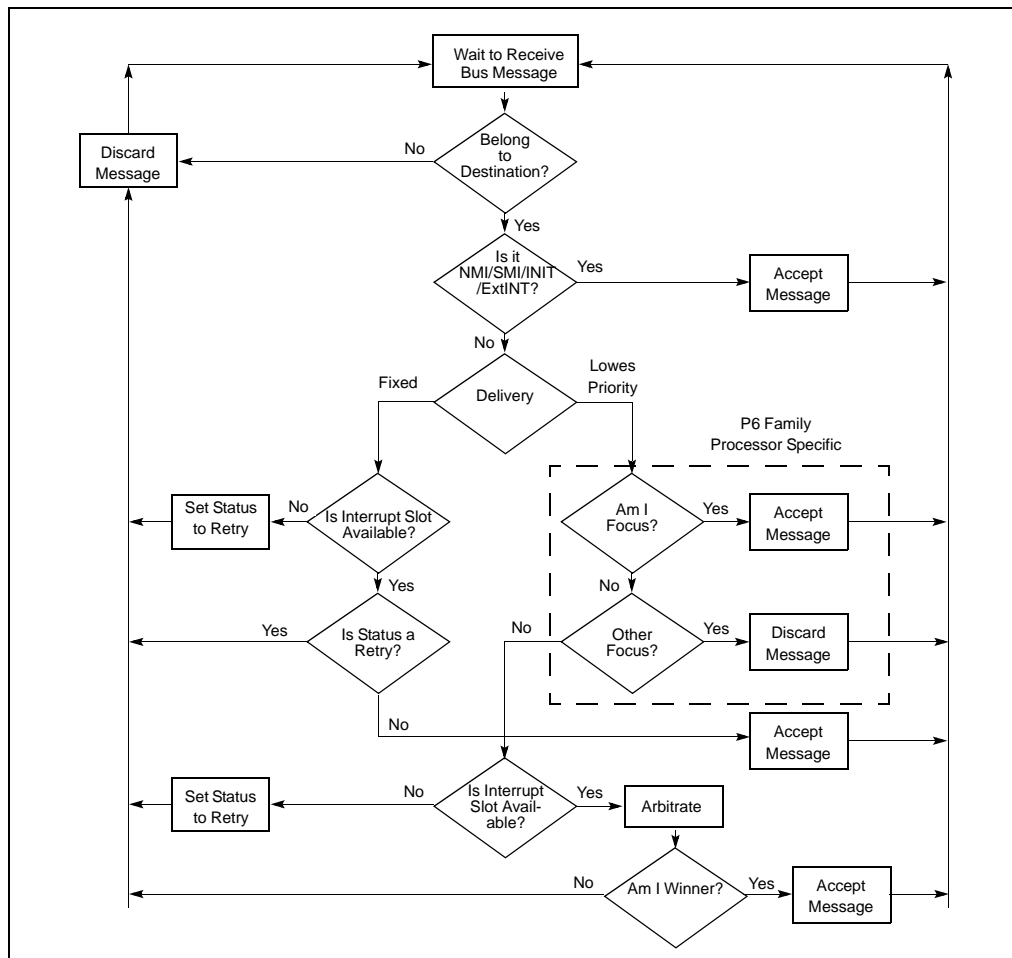 Wait to Receive
Bus Message
Belong
to
Destination?
No
Discard
Message
Yes
Is it
NMI/SMI/INIT
/ExtINT?
Yes
Accept
Message
No
Delivery
Fixed
Lowes
Priority
P6 Family
Processor Specific
Set Status
to Retry
No
Is Interrupt Slot
Available?
Am I
Focus?
Yes
Accept
Message
Yes
No
Yes
Is Status a
Retry?
No
Other
Focus?
Yes
Discard
Message
No
Accept
Message
Set Status
to Retry
No
Is Interrupt
Slot Avail-
able?
Yes
Arbitrate
No
Am I Winner?
Yes
Accept
Message